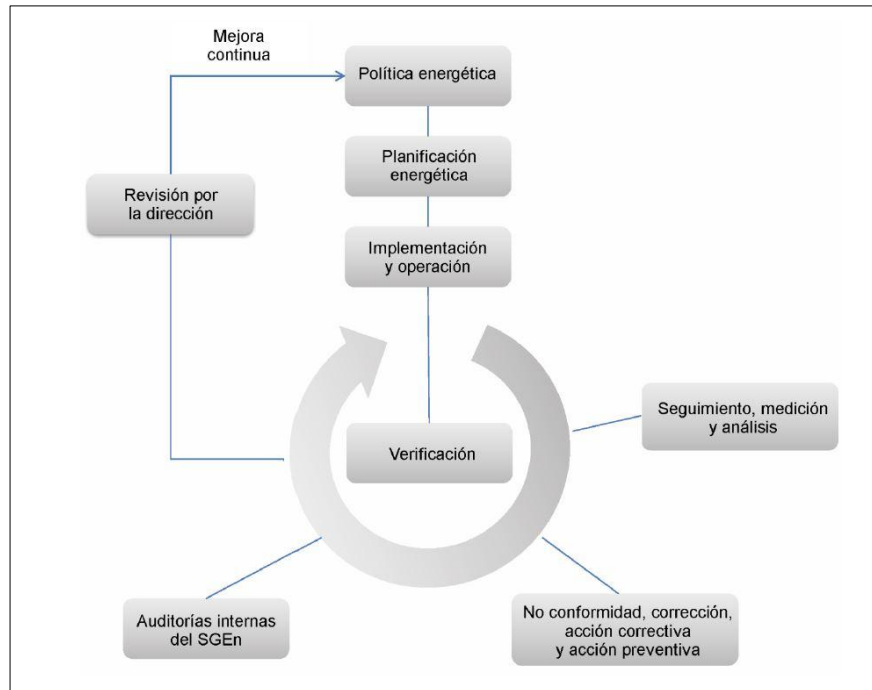 Mejora
continua
Política energética
Planificación
energética
Revisión por
la dirección
Implementación
y operación
Seguimiento, medición
y análisis
Verificación
Auditorías internas
del SGEn
No conformidad, corrección,
acción correctiva
y acción preventiva